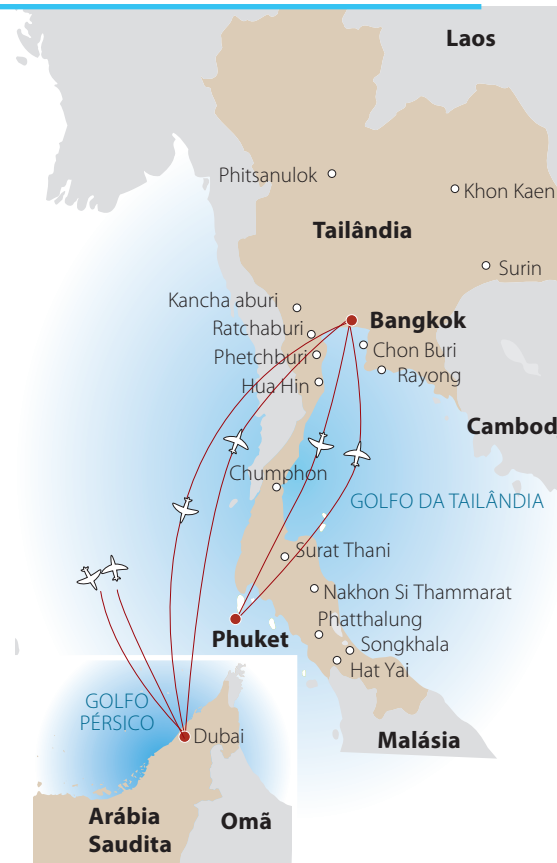 Laos
Phitsanulok
Khon Kaen
Tailândia
Surin
Kancha aburi
Bangkok
Ratchaburi
Chon Buri
Phetchburi
Rayong
Hua Hin
Cambod
Chumphon
GOLFO DA TAILÂNDIA
Surat Thani
Nakhon Si Thammarat
Phatthalung
Phuket
Songkhala
Hat Yai
GOLFO
PÉRSICO
Dubai
Malásia
Arábia
Saudita
Omã